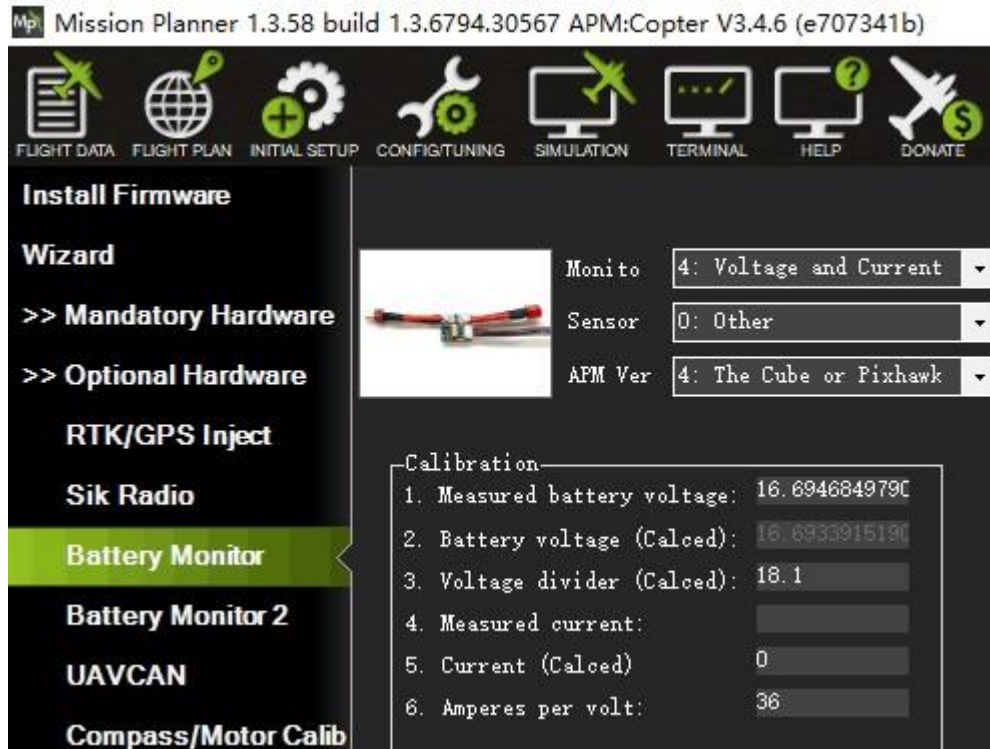 Mission Planner 1.3.58 build 1.3.6794.30567 APM:Copter V3.4.6 (e707341b)
FLIGHT DATA FLIGHT PLAN INITIAL SETUP CONFIG/TUNING SIMULATION TERMINAL HELP DONATE
Install Firmware
Wizard
>> Mandatory Hardware
>> Optional Hardware
RTK/GPS Inject
Sik Radio
Battery Monitor
Battery Monitor 2
UAVCAN
Compass/Motor Calib
Monito 4: Voltage and Current
Sensor 0: Other
APM Ver 4: The Cube or Pixhawk
Calibration
1. Measured battery voltage: 16.694684979
2. Battery voltage (Calced): 16.693391519
3. Voltage divider (Calced): 18.1
4. Measured current:
5. Current (Calced) 0
6. Amperes per volt: 36